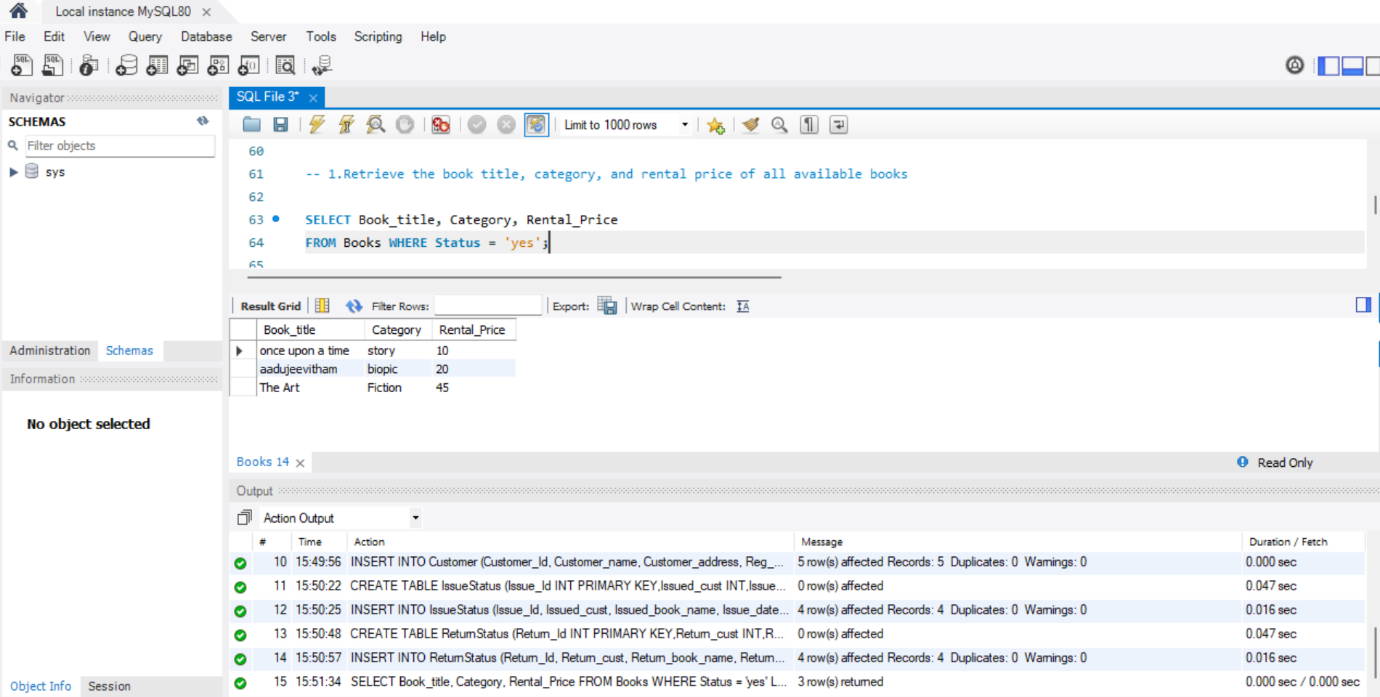 Local instance MySQL80 ×
File Edit View Query Database Server Tools Scripting Help
Navigator
SQL File 3* ×
SCHEMAS
Filter objects
sys
Limit to 1000 rows
60
61 -- 1.Retrieve the book title, category, and rental price of all available books
62
63 SELECT Book_title, Category, Rental_Price
64 FROM Books WHERE Status = 'yes';
65
Result Grid Filter Rows: Export: Wrap Cell Content:
Book_title Category Rental_Price
once upon a time story 10
aadujeevitham biopic 20
The Art Fiction 45
Administration Schemas
Information
No object selected
Books 14 ×
Read Only
Output
Action Output
# Time Action Message Duration / Fetch
10 15:49:56 INSERT INTO Customer (Customer_Id, Customer_name, Customer_address, Reg_... 5 row(s) affected Records: 5 Duplicates: 0 Warnings: 0 0.000 sec
11 15:50:22 CREATE TABLE IssueStatus (Issue_Id INT PRIMARY KEY,Issued_cust INT,Issue... 0 row(s) affected 0.047 sec
12 15:50:25 INSERT INTO IssueStatus (Issue_Id, Issued_cust, Issued_book_name, Issue_date... 4 row(s) affected Records: 4 Duplicates: 0 Warnings: 0 0.016 sec
13 15:50:48 CREATE TABLE ReturnStatus (Return_Id INT PRIMARY KEY,Return_cust INT,R... 0 row(s) affected 0.047 sec
14 15:50:57 INSERT INTO ReturnStatus (Return_Id, Return_cust, Return_book_name, Return... 4 row(s) affected Records: 4 Duplicates: 0 Warnings: 0 0.016 sec
15 15:51:34 SELECT Book_title, Category, Rental_Price FROM Books WHERE Status = 'yes' L... 3 row(s) returned 0.000 sec / 0.000 sec
Object Info Session